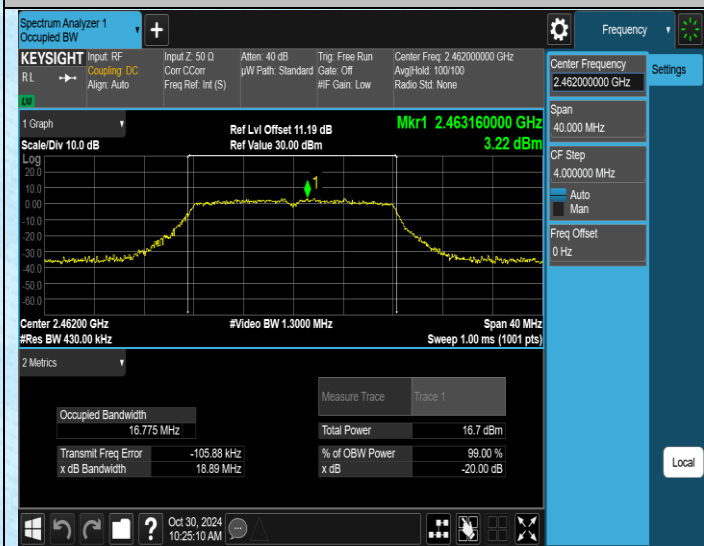 Spectrum Analyzer 1
Occupied BW
Frequency
KEYSIGHT
R L
LXI
Input: RF
Coupling: DC
Align: Auto
Input Z: 50 Ω
Corr CCorr
Freq Ref: Int (S)
Atten: 40 dB
µW Path: Standard
Trig: Free Run
Gate: Off
#IF Gain: Low
Center Freq: 2.462000000 GHz
Avg|Hold: 100/100
Radio Std: None
Center Frequency
2.462000000 GHz
Settings
Span
40.000 MHz
CF Step
4.000000 MHz
Auto
Man
Freq Offset
0 Hz
1 Graph
Scale/Div 10.0 dB
Ref Lvl Offset 11.19 dB
Ref Value 30.00 dBm
Mkr1 2.463160000 GHz
3.22 dBm
Log
20.0
10.0
0.00
-10.0
-20.0
-30.0
-40.0
-50.0
-60.0
1
Center 2.46200 GHz
#Res BW 430.00 kHz
#Video BW 1.3000 MHz
Span 40 MHz
Sweep 1.00 ms (1001 pts)
2 Metrics
Measure Trace
Trace 1
Occupied Bandwidth
16.775 MHz
Total Power
16.7 dBm
Transmit Freq Error
-105.88 kHz
% of OBW Power
99.00 %
x dB Bandwidth
18.89 MHz
x dB
-20.00 dB
Local
?
Oct 30, 2024
10:25:10 AM